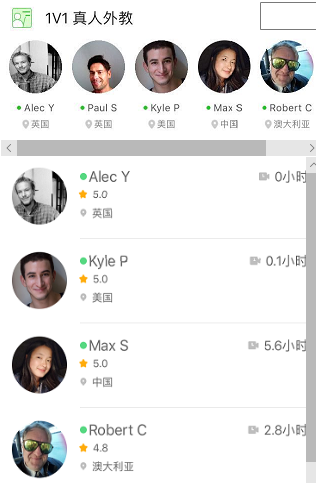 1V1 真人外教
Alec Y
Paul S
Kyle P
Max S
Robert C
英国
英国
美国
中国
澳大利亚
Alec Y
0小时
5.0
英国
Kyle P
0.1小时
5.0
美国
Max S
5.6小时
5.0
中国
Robert C
2.8小时
4.8
澳大利亚